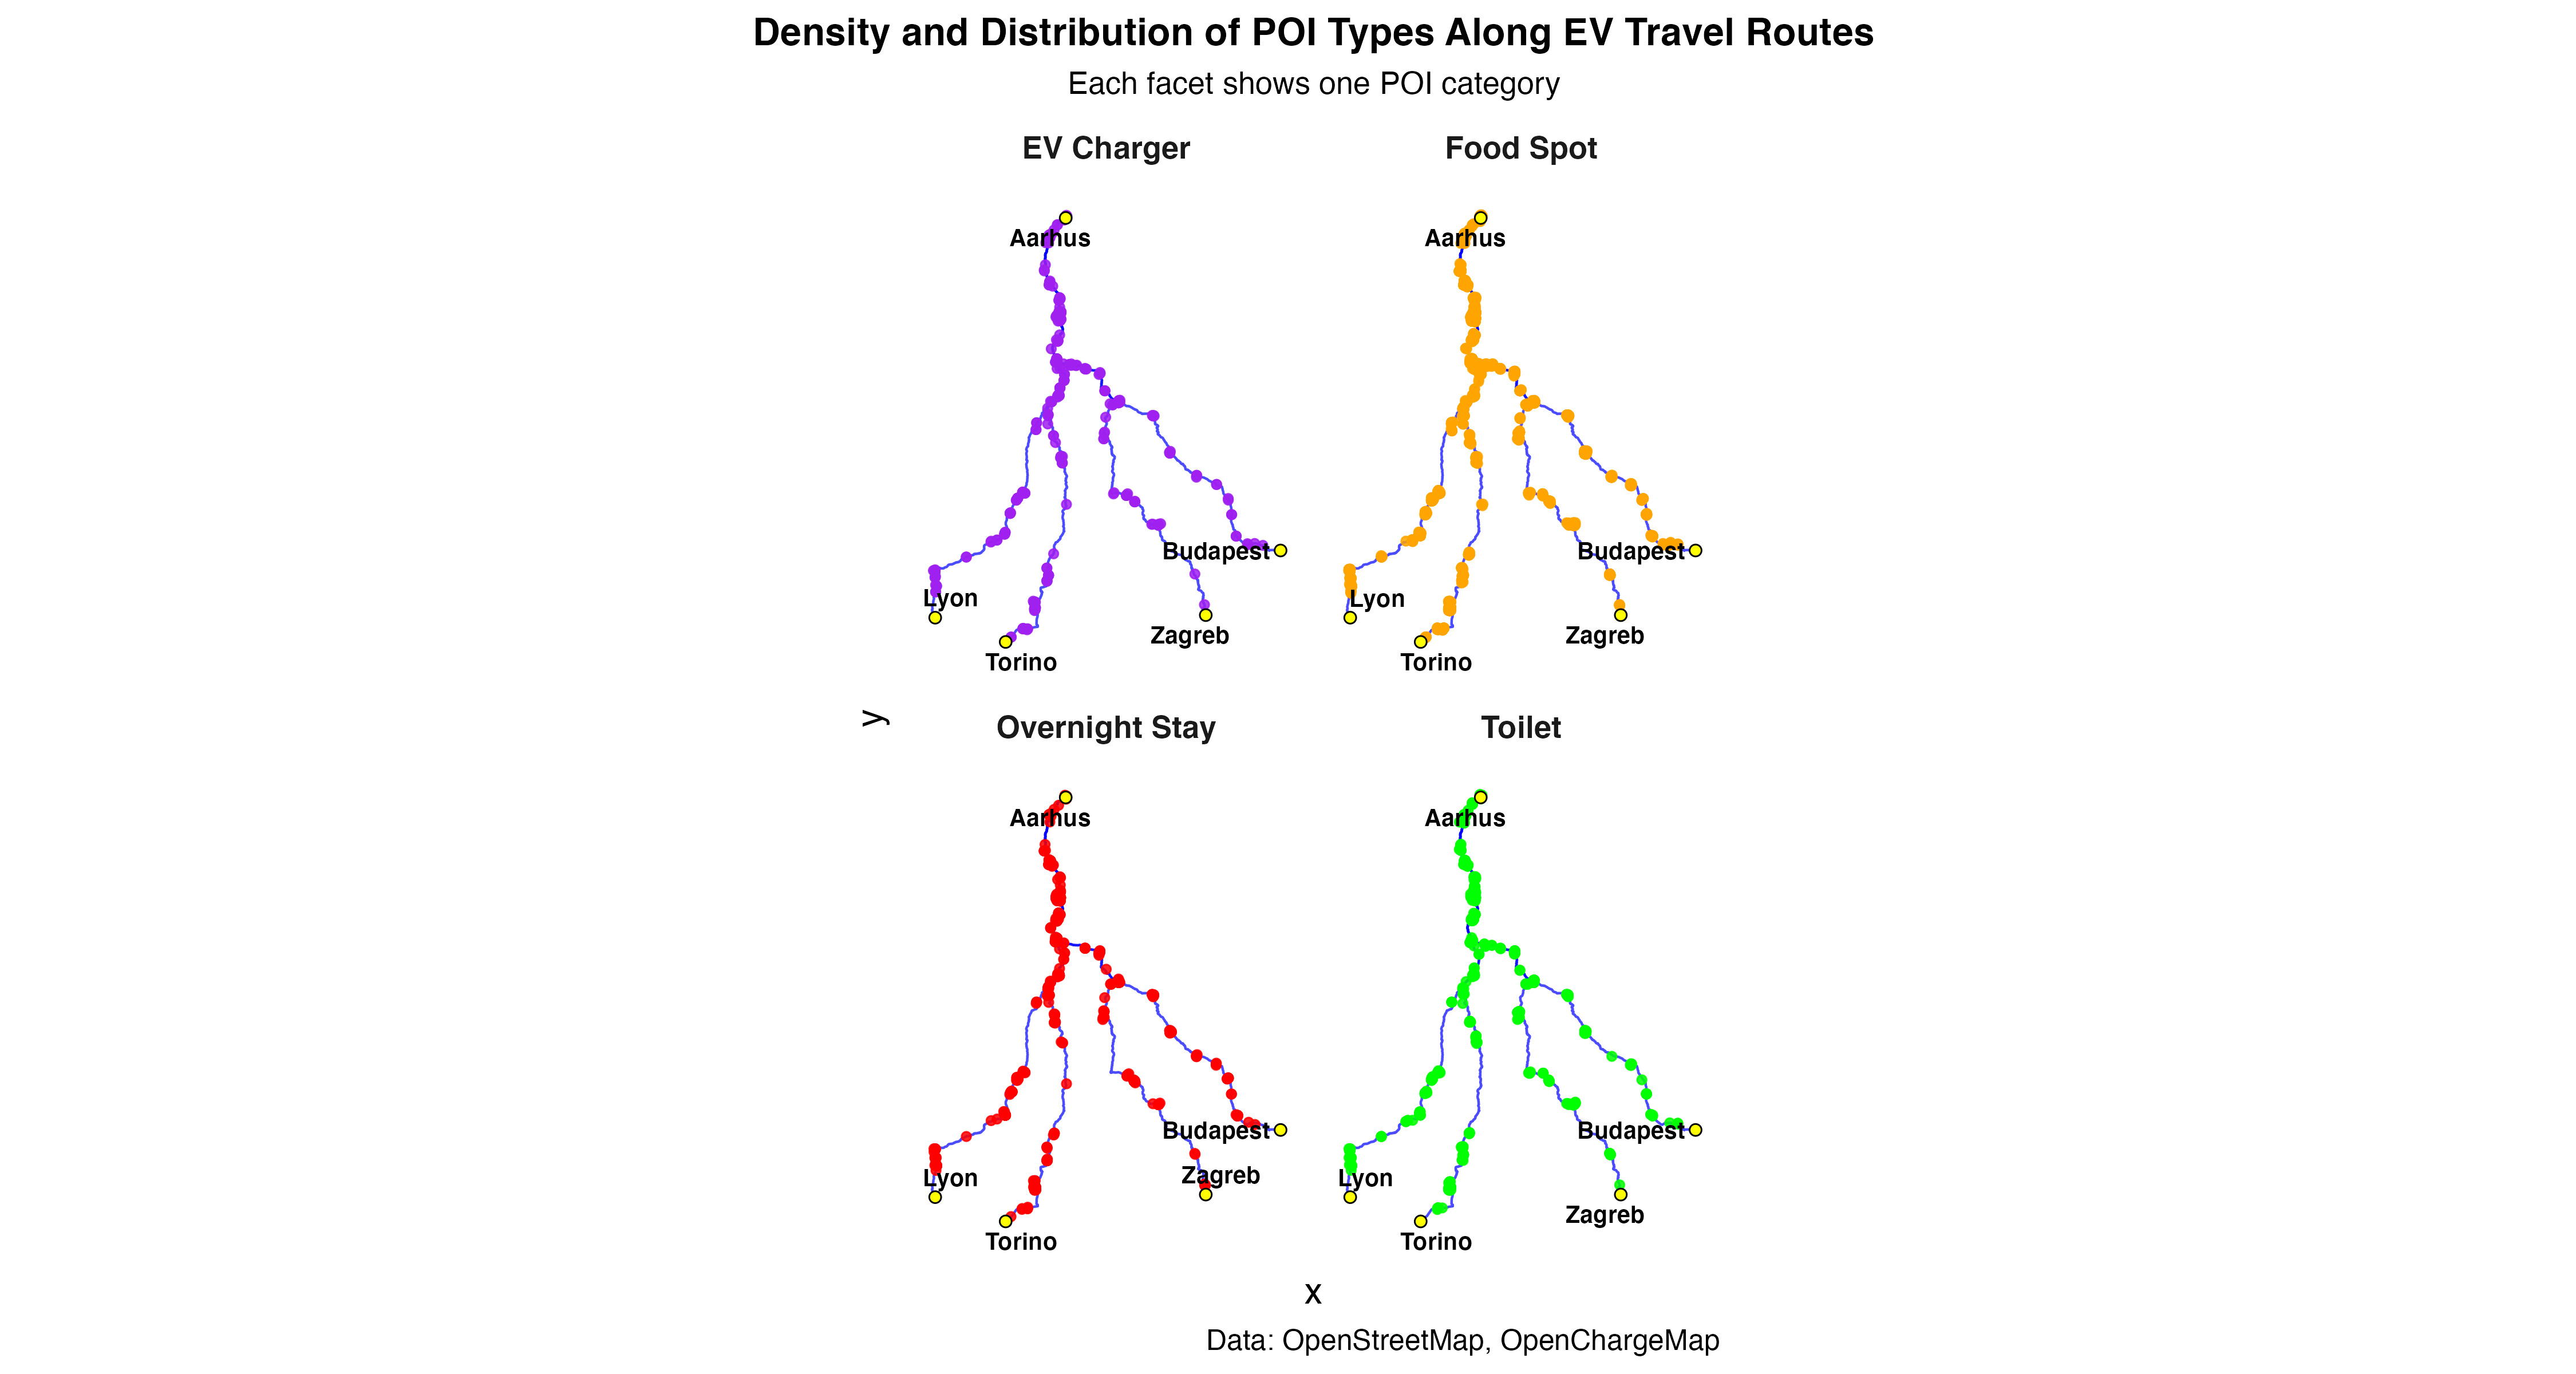 Density and Distribution of POI Types Along EV Travel Routes
Each facet shows one POI category
EV Charger
Aarhus
Budapest
Lyon
Zagreb
Torino
Food Spot
Aarhus
Budapest
Lyon
Zagreb
Torino
y
Overnight Stay
Aarhus
Budapest
Lyon
Zagreb
Torino
Toilet
Aarhus
Budapest
Lyon
Zagreb
Torino
x
Data: OpenStreetMap, OpenChargeMap